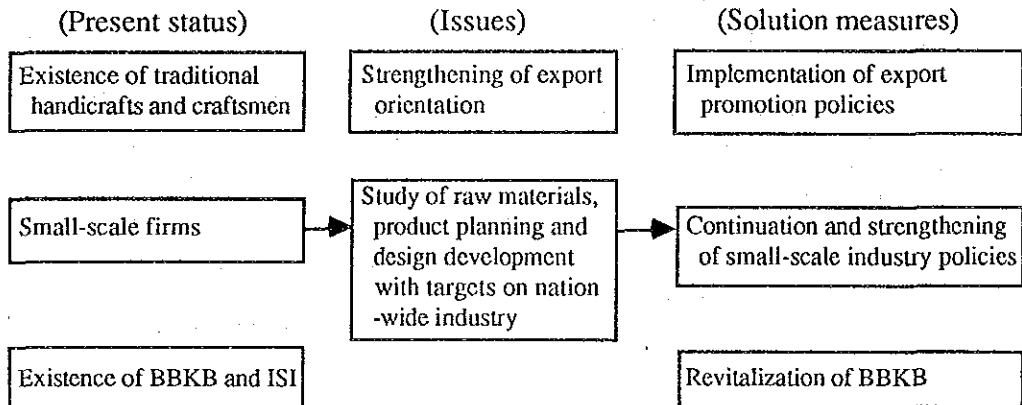 (Present status)
(Issues)
(Solution measures)
Existence of traditional
handicrafts and craftsmen
Strengthening of export
orientation
Implementation of export
promotion policies
Small-scale firms
Study of raw materials,
product planning and
design development
with targets on nation
-wide industry
Continuation and strengthening
of small-scale industry policies
Existence of BBKB and ISI
Revitalization of BBKB